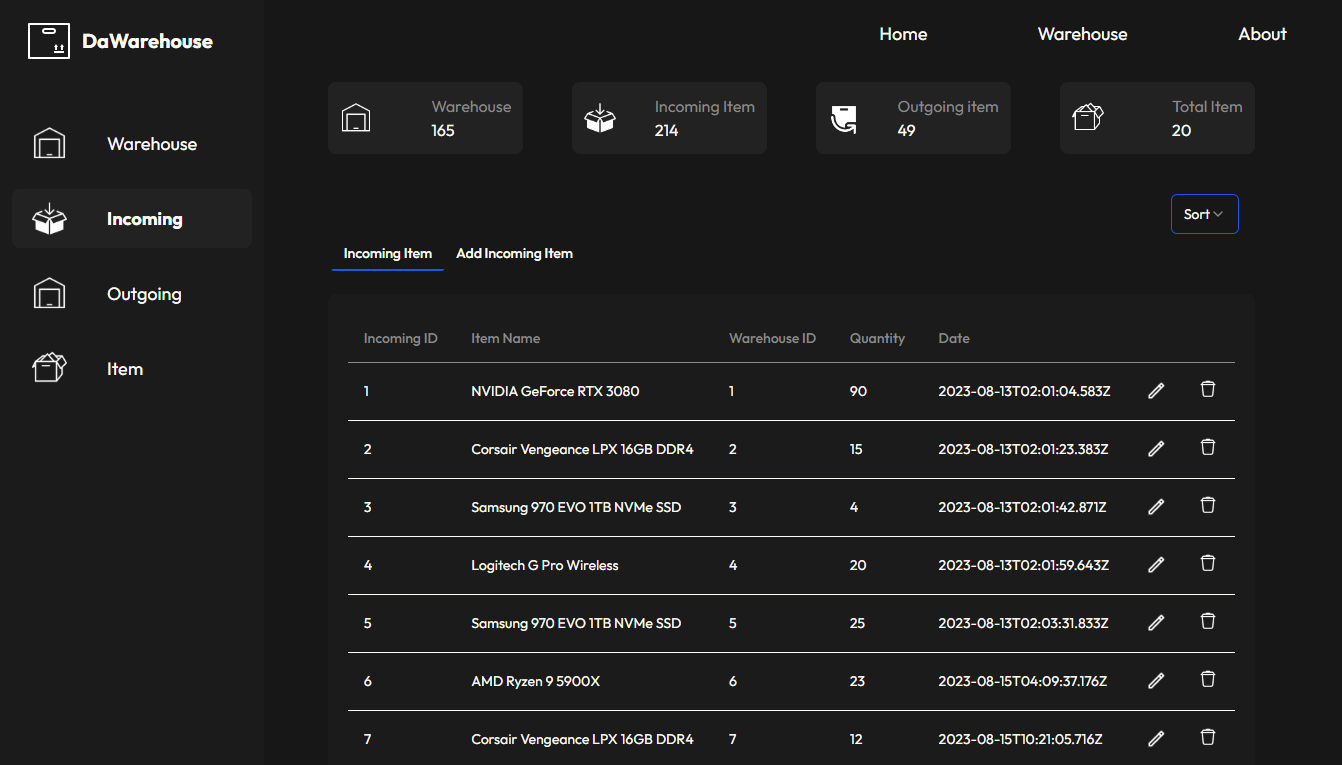 DaWarehouse
Home Warehouse About
Warehouse
Incoming
Outgoing
Item
Warehouse
165
Incoming Item
214
Outgoing item
49
Total Item
20
Sort
Incoming Item Add Incoming Item
Incoming ID Item Name Warehouse ID Quantity Date
1 NVIDIA GeForce RTX 3080 1 90 2023-08-13T02:01:04.583Z
2 Corsair Vengeance LPX 16GB DDR4 2 15 2023-08-13T02:01:23.383Z
3 Samsung 970 EVO 1TB NVMe SSD 3 4 2023-08-13T02:01:42.871Z
4 Logitech G Pro Wireless 4 20 2023-08-13T02:01:59.643Z
5 Samsung 970 EVO 1TB NVMe SSD 5 25 2023-08-13T02:03:31.833Z
6 AMD Ryzen 9 5900X 6 23 2023-08-15T04:09:37.176Z
7 Corsair Vengeance LPX 16GB DDR4 7 12 2023-08-15T10:21:05.716Z